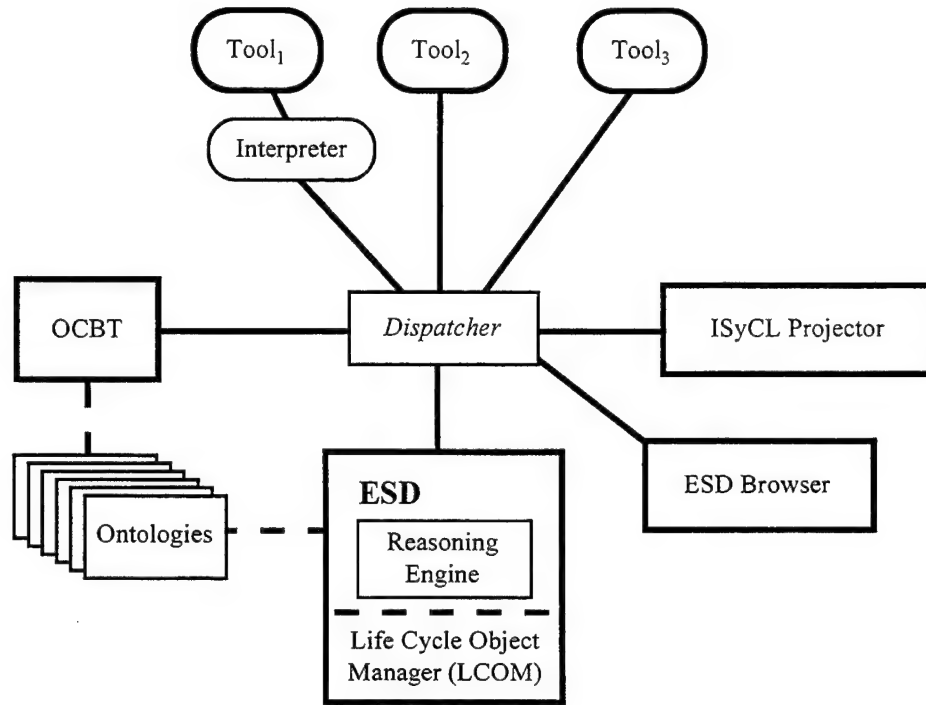 Tool₁
Tool₂
Tool₃
Interpreter
OCBT
Dispatcher
ISyCL Projector
ESD Browser
Ontologies
ESD
Reasoning
Engine
Life Cycle Object
Manager (LCOM)